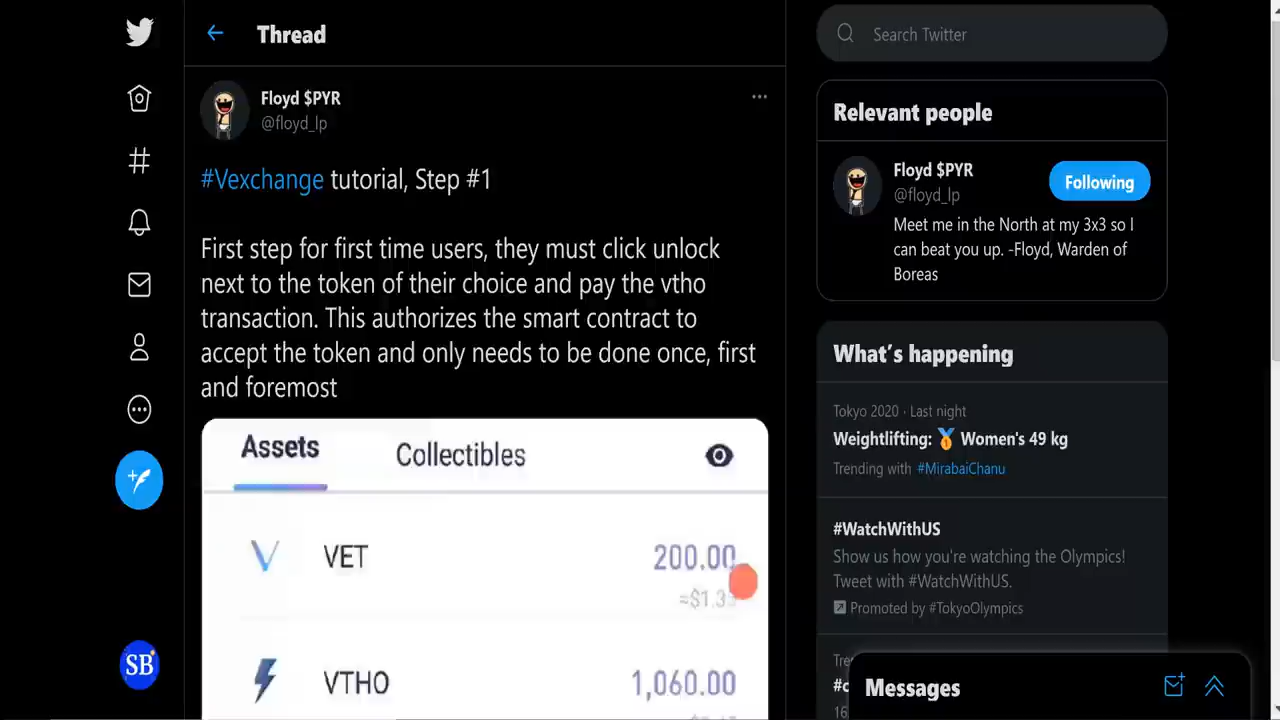 Thread
Floyd $PYR
@floyd_lp
#Vexchange tutorial, Step #1
First step for first time users, they must click unlock
next to the token of their choice and pay the vtho
transaction. This authorizes the smart contract to
accept the token and only needs to be done once, first
and foremost
Assets
Collectibles
VET
200.00
VTHO
1,060.00
SB
Search Twitter
Relevant people
Floyd $PYR
@floyd_lp
Following
Meet me in the North at my 3x3 so I
can beat you up. -Floyd, Warden of
Boreas
What's happening
Tokyo 2020 · Last night
Weightlifting: 🥇 Women's 49 kg
Trending with #MirabaiChanu
#WatchWithUS
Show us how you're watching the Olympics!
Tweet with #WatchWithUS.
Promoted by #TokyoOlympics
Messages